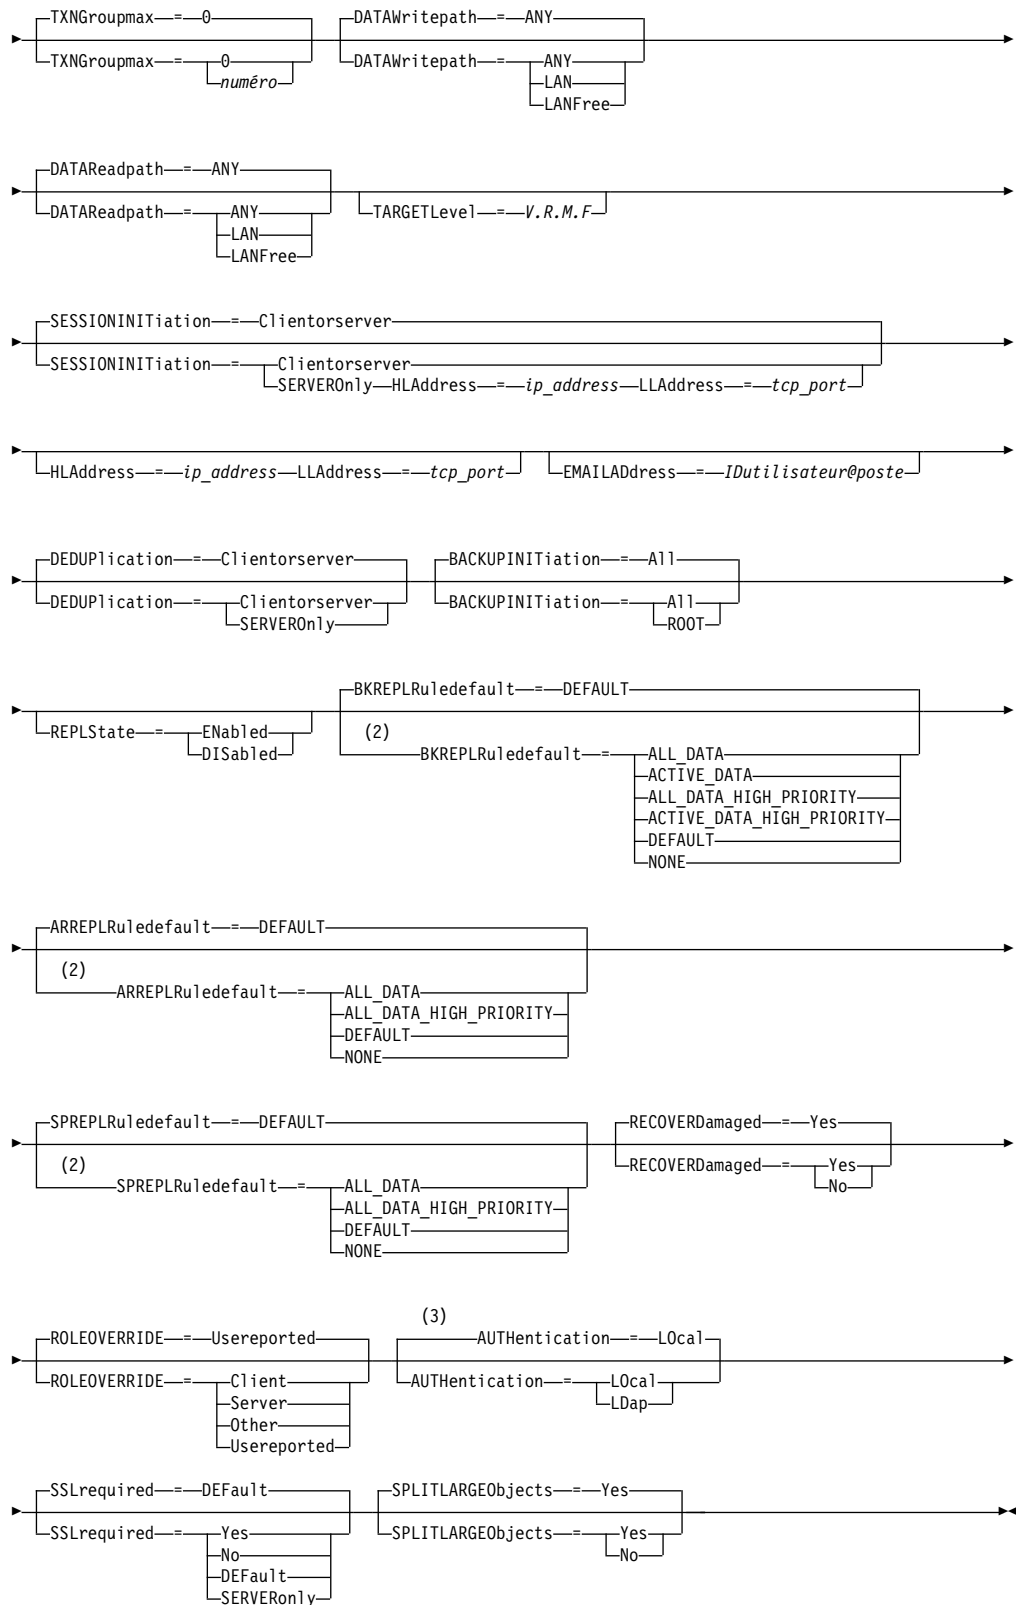 TXNGroupmax = 0 DATAWritepath = ANY
TXNGroupmax = 0 DATAWritepath = ANY
numéro LAN
LANFree
DATAReadpath = ANY
DATAReadpath = ANY TARGETLevel = V.R.M.F
LAN
LANFree
SESSIONINITiation = Clientorserver
SESSIONINITiation = Clientorserver
SERVEROnly HLAddress = ip_address LLAddress = tcp_port
HLAddress = ip_address LLAddress = tcp_port EMAILADdress = IDutilisateur@poste
DEDUPlication = Clientorserver BACKUPINITiation = All
DEDUPlication = Clientorserver BACKUPINITiation = All
SERVEROnly ROOT
BKREPLRuledefault = DEFAULT
REPLState = ENabled (2)
DISabled BKREPLRuledefault = ALL_DATA
ACTIVE_DATA
ALL_DATA_HIGH_PRIORITY
ACTIVE_DATA_HIGH_PRIORITY
DEFAULT
NONE
ARREPLRuledefault = DEFAULT
(2)
ARREPLRuledefault = ALL_DATA
ALL_DATA_HIGH_PRIORITY
DEFAULT
NONE
SPREPLRuledefault = DEFAULT RECOVERDamaged = Yes
(2) RECOVERDamaged = Yes
SPREPLRuledefault = ALL_DATA No
ALL_DATA_HIGH_PRIORITY
DEFAULT
NONE
(3)
ROLEOVERRIDE = Usereported AUTHentication = LOcal
ROLEOVERRIDE = Client AUTHentication = LOcal
Server LDap
Other
Usereported
SSLrequired = DEFault SPLITLARGEObjects = Yes
SSLrequired = Yes SPLITLARGEObjects = Yes
No No
DEFault
SERVERonly